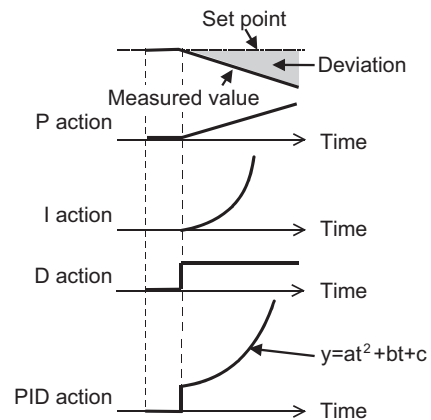 Set point
Deviation
Measured value
P action
Time
I action
Time
D action
Time
y=at²+bt+c
PID action
Time